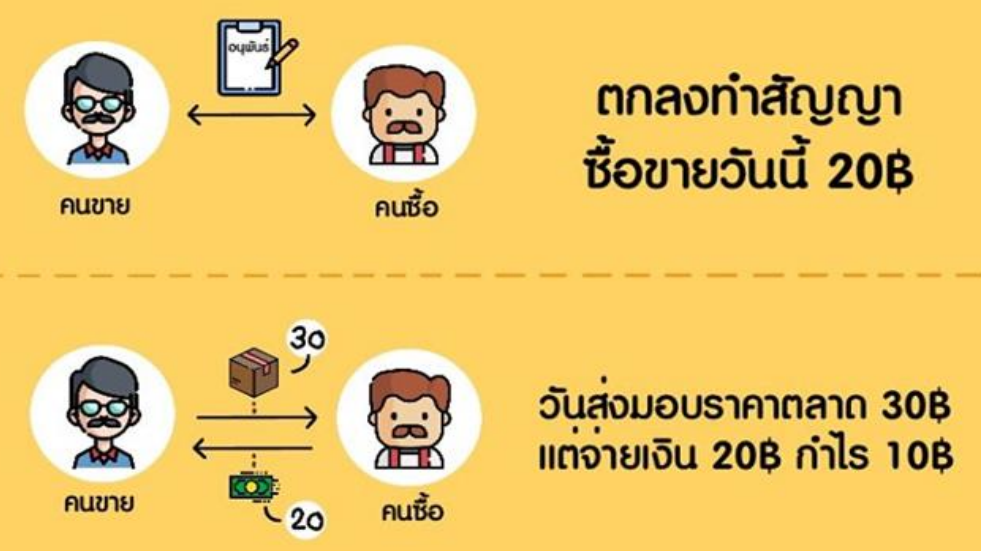 อนุพันธ์
คนขาย
คนซื้อ
ตกลงทำสัญญา
ซื้อขายวันนี้ 20฿
30
20
คนขาย
คนซื้อ
วันส่งมอบราคาตลาด 30฿
แต่จ่ายเงิน 20฿ กำไร 10฿